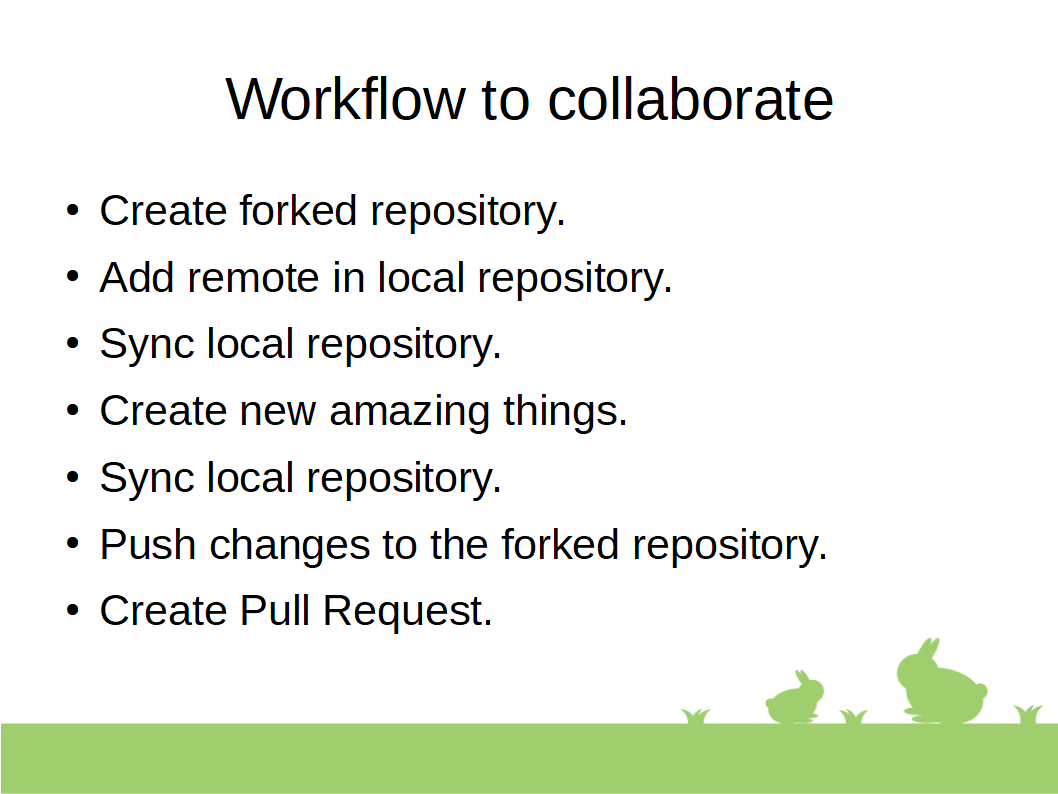 Workflow to collaborate
• Create forked repository.
• Add remote in local repository.
• Sync local repository.
• Create new amazing things.
• Sync local repository.
• Push changes to the forked repository.
• Create Pull Request.